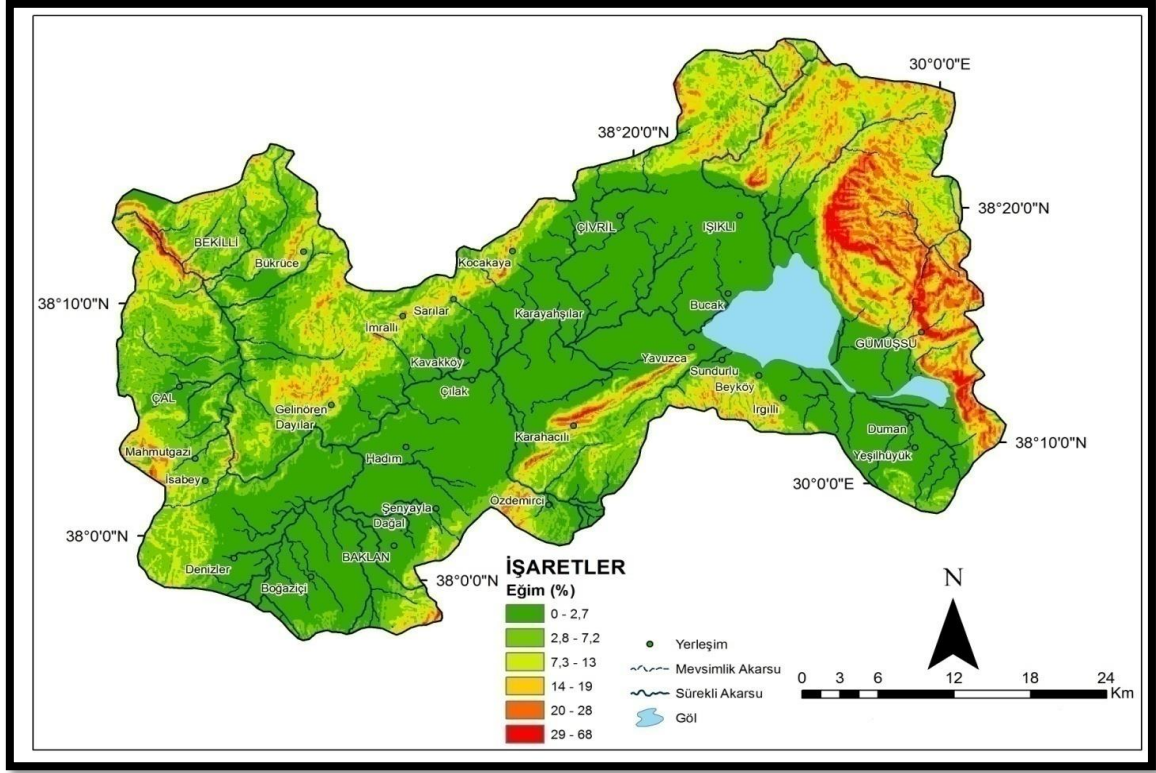 30°0'0"E
38°20'0"N
38°20'0"N
ÇİVRİL
IŞIKLI
BEKİLLİ
Bükrüce
Kocakaya
38°10'0"N
Bucak
Sarılar
Karayahşılar
İmrallı
GÜMÜŞSU
Kavakköy
Yavuzca
Sundurlu
Beyköy
Çılak
ÇAL
Gelinören
İrgilli
Dayılar
Duman
Karahacılı
38°10'0"N
Mahmutgazi
Hadım
Yeşilhüyük
İsabey
30°0'0"E
Özdemirci
Şenyayla
Dağal
38°0'0"N
BAKLAN
Denizler
38°0'0"N
Boğaziçi
İŞARETLER
Eğim (%)
0 - 2,7
2,8 - 7,2
7,3 - 13
14 - 19
20 - 28
29 - 68
Yerleşim
Mevsimlik Akarsu
Sürekli Akarsu
Göl
N
0 3 6 12 18 24
Km